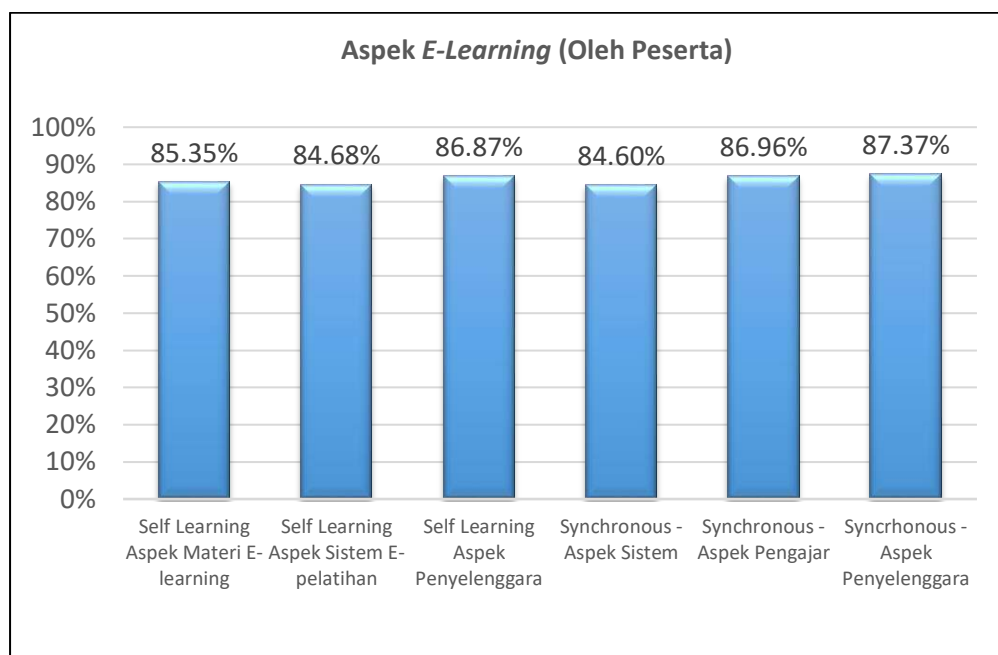 Aspek E-Learning (Oleh Peserta)
100%
90%
80%
70%
60%
50%
40%
30%
20%
10%
0%
85.35%
84.68%
86.87%
84.60%
86.96%
87.37%
Self Learning
Aspek Materi E-
learning
Self Learning
Aspek Sistem E-
pelatihan
Self Learning
Aspek
Penyelenggara
Synchronous -
Aspek Sistem
Synchronous -
Aspek Pengajar
Syncrhonous -
Aspek
Penyelenggara